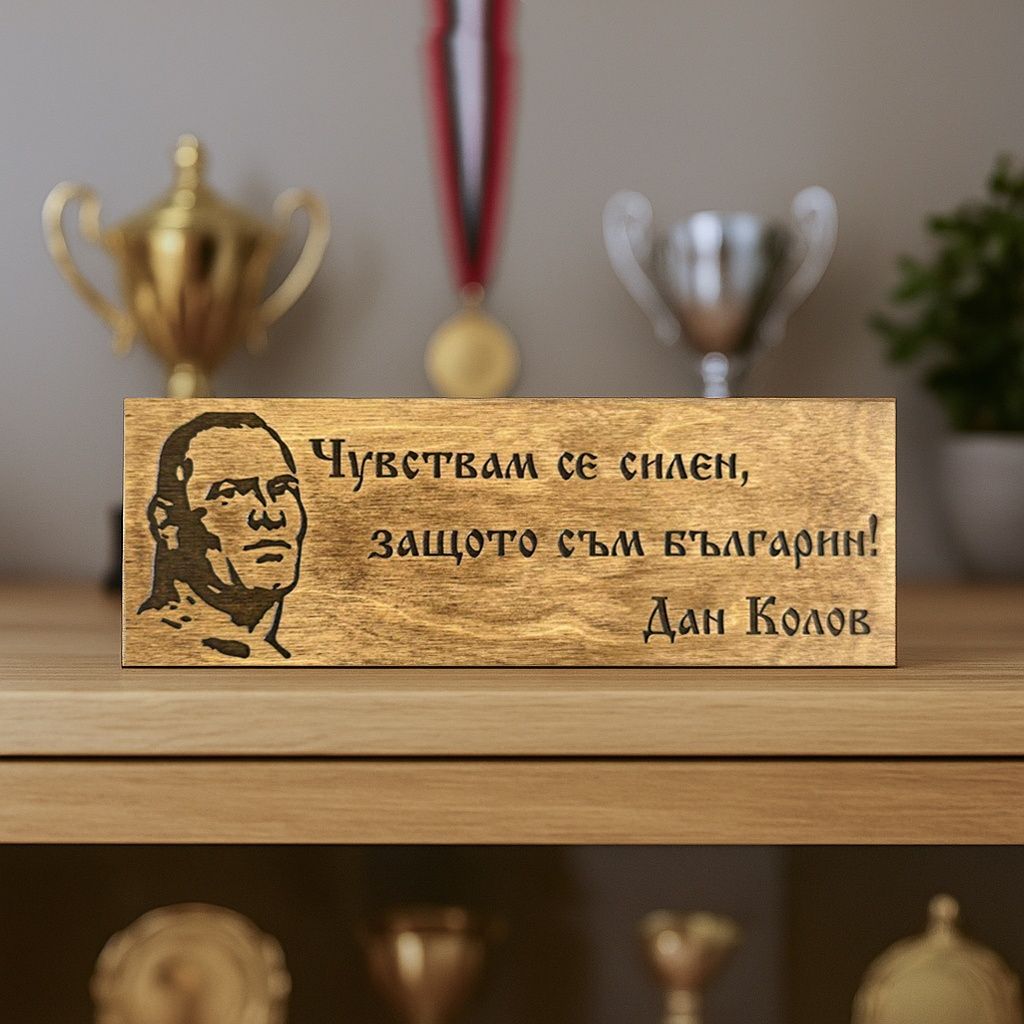 Чувствам се силен,
защото съм българин!
Дан Колов